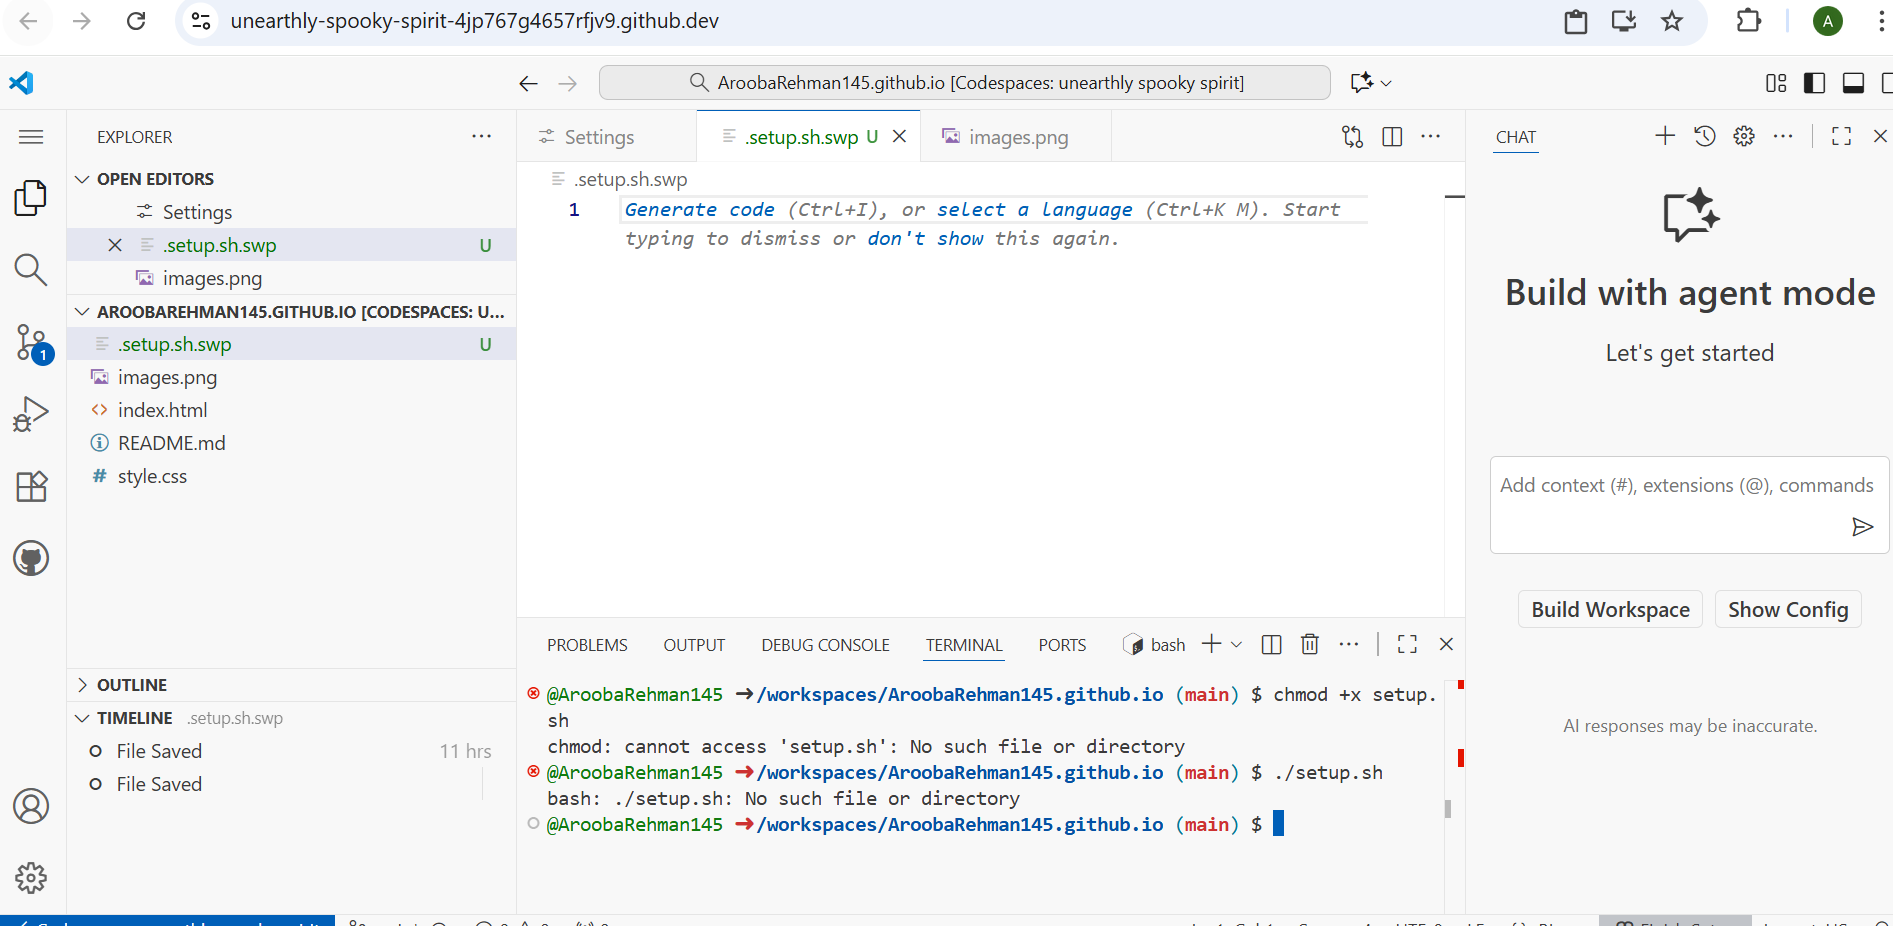 unearthly-spooky-spirit-4jp767g4657rfjv9.github.dev
A
AroobaRehman145.github.io [Codespaces: unearthly spooky spirit]
EXPLORER
OPEN EDITORS
Settings
.setup.sh.swp U
images.png
AROOBAREHMAN145.GITHUB.IO [CODESPACES: U...
.setup.sh.swp U
images.png
index.html
README.md
style.css
1
OUTLINE
TIMELINE .setup.sh.swp
File Saved 11 hrs
File Saved
Settings
.setup.sh.swp U
images.png
.setup.sh.swp
1 Generate code (Ctrl+I), or select a language (Ctrl+K M). Start
typing to dismiss or don't show this again.
PROBLEMS OUTPUT DEBUG CONSOLE TERMINAL PORTS bash
@AroobaRehman145 ➜/workspaces/AroobaRehman145.github.io (main) $ chmod +x setup.
sh
chmod: cannot access 'setup.sh': No such file or directory
@AroobaRehman145 ➜/workspaces/AroobaRehman145.github.io (main) $ ./setup.sh
bash: ./setup.sh: No such file or directory
@AroobaRehman145 ➜/workspaces/AroobaRehman145.github.io (main) $
CHAT
Build with agent mode
Let's get started
Add context (#), extensions (@), commands
Build Workspace Show Config
AI responses may be inaccurate.